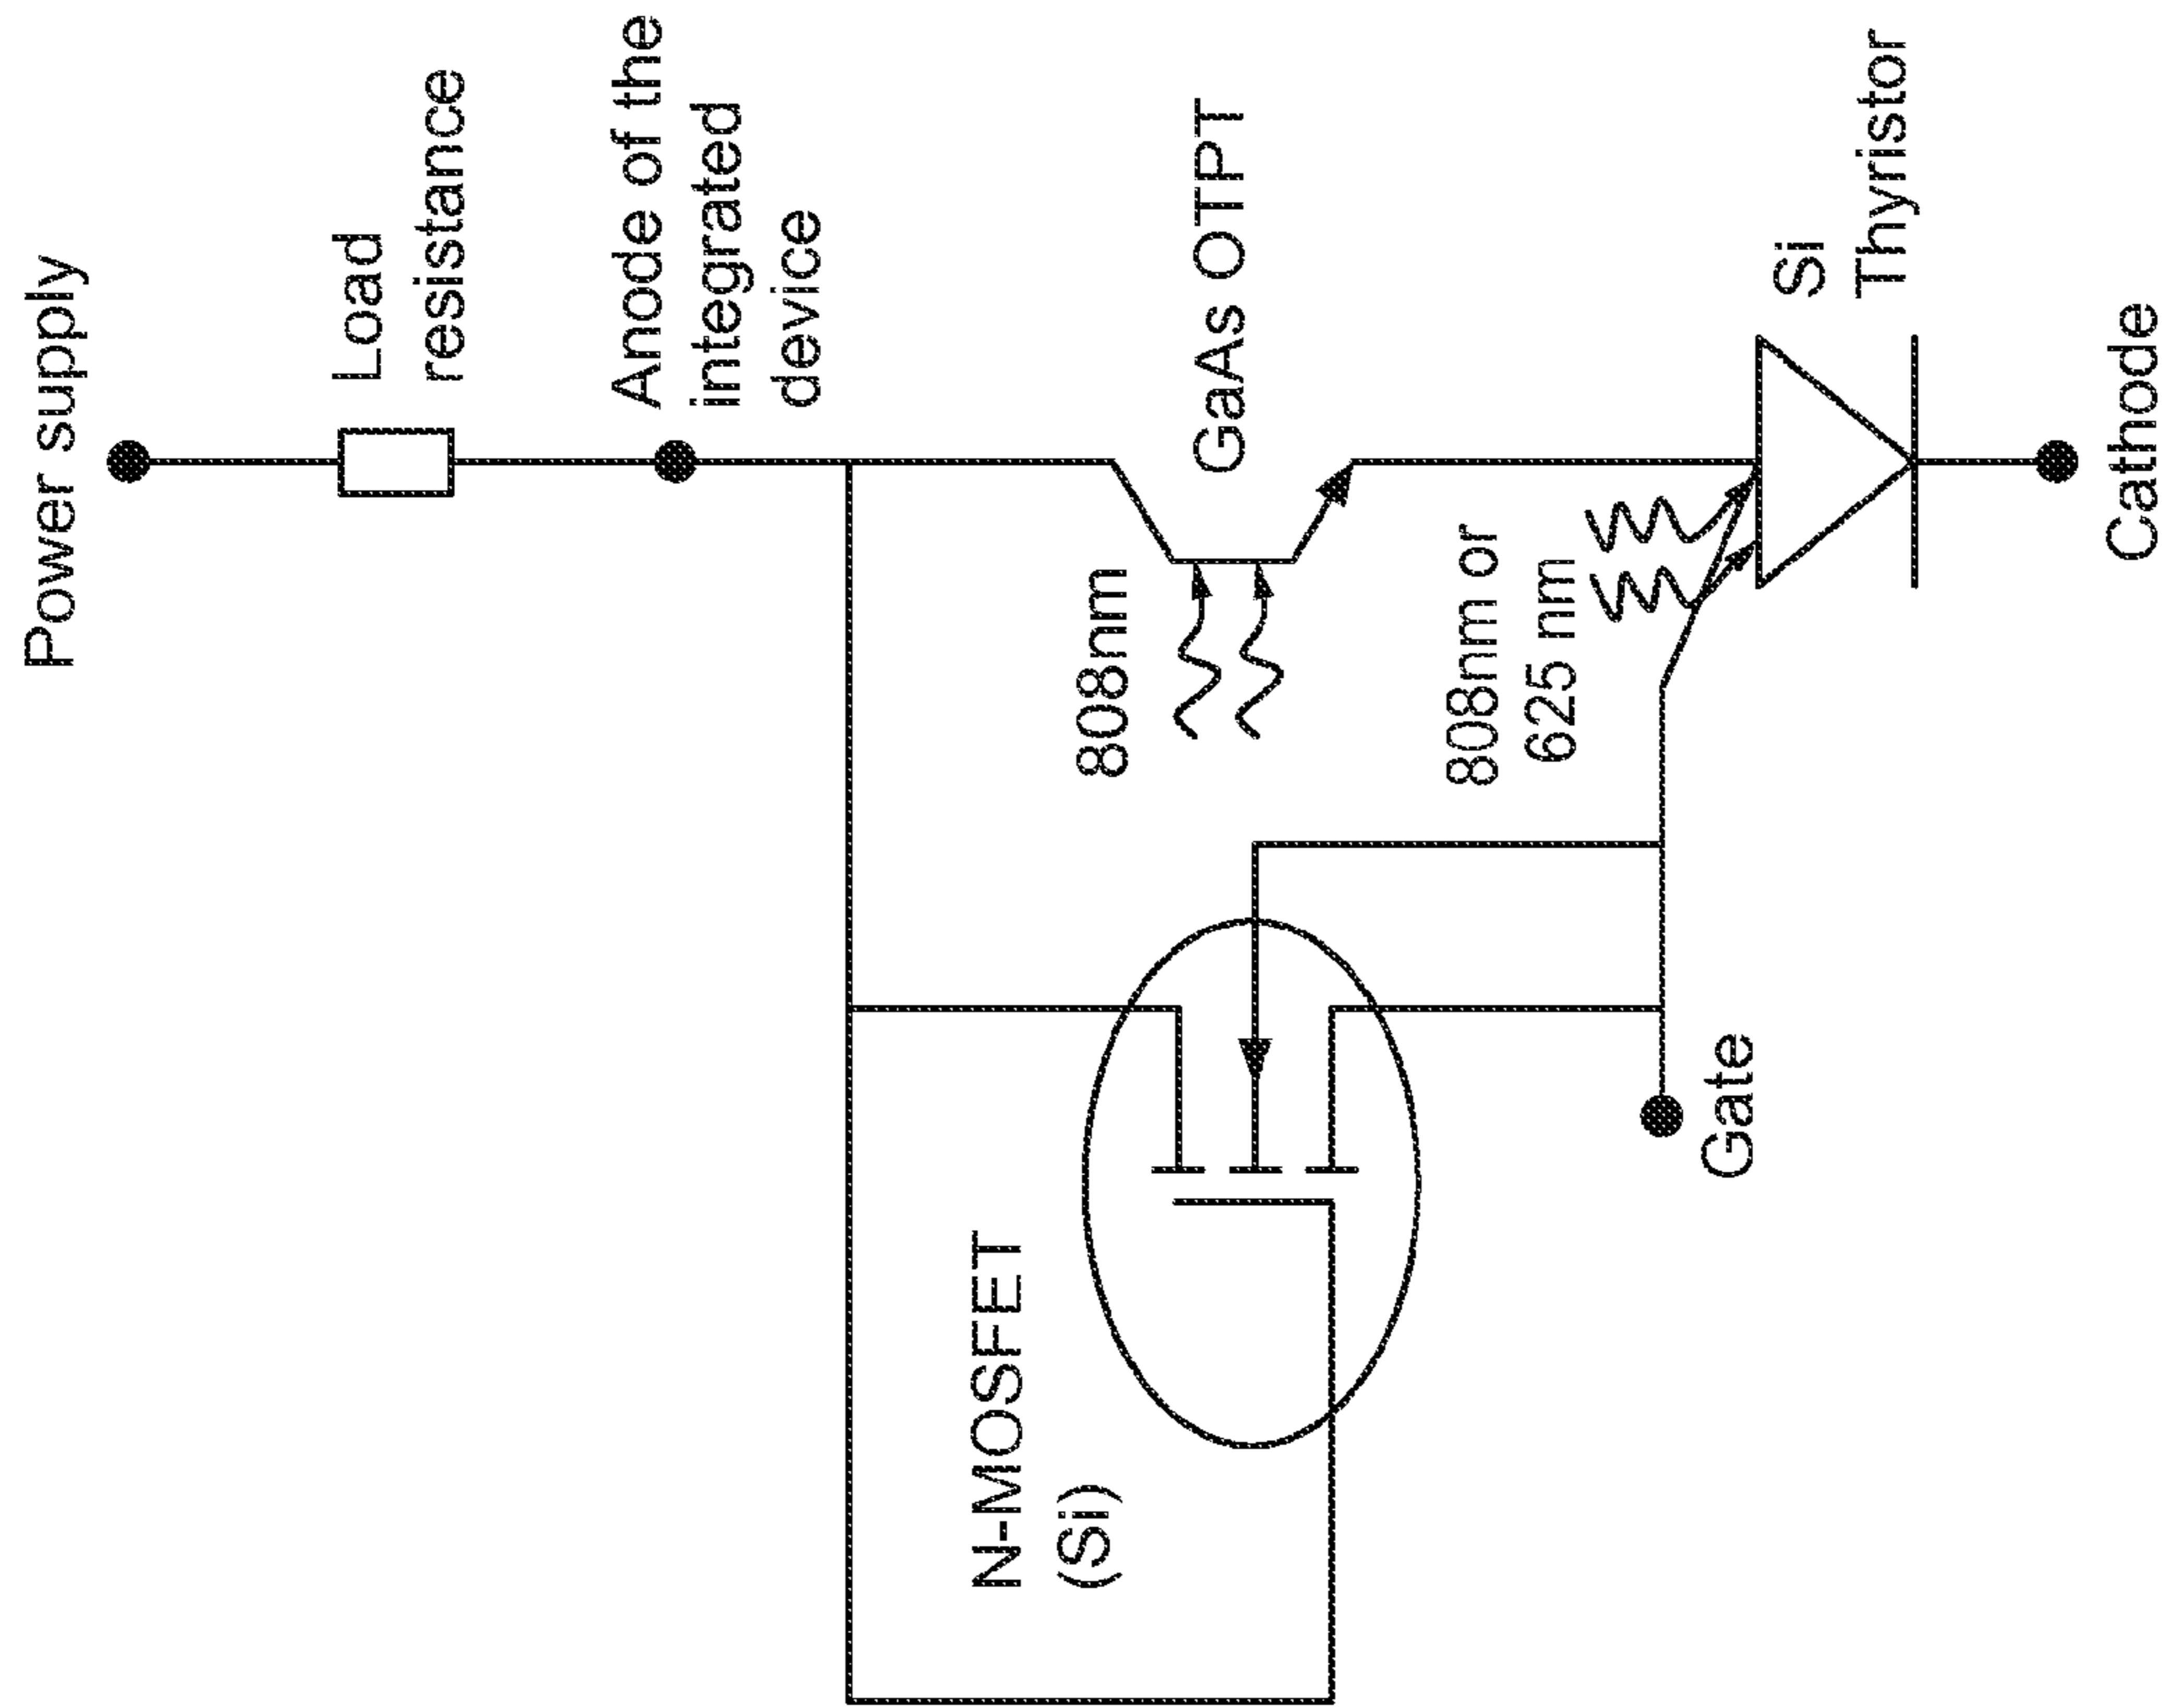 Power supply
Load
resistance
Anode of the
integrated
device
808nm
GaAs OTPT
808nm or
625 nm
Si
Thyristor
N-MOSFET
(Si)
Gate
Cathode